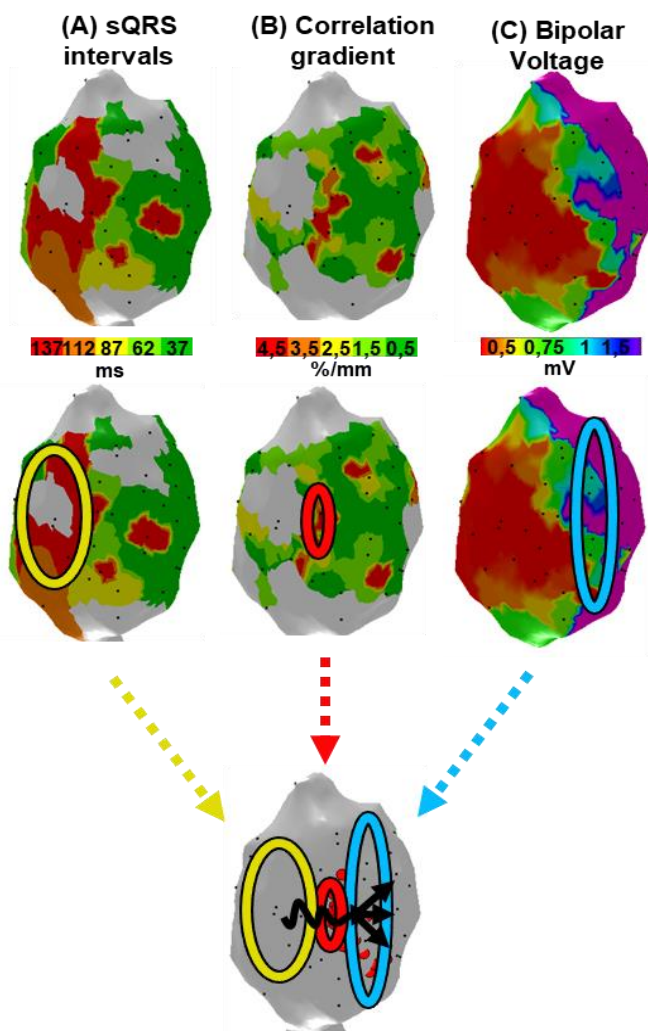 (A) sQRS
intervals
(B) Correlation
gradient
(C) Bipolar
Voltage
137 112 87 62 37
ms
4,5 3,5 2,5 1,5 0,5
%/mm
0,5 0,75 1 1,5
mV